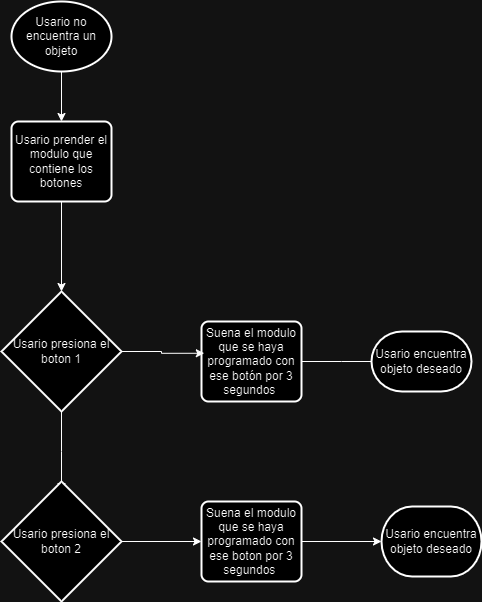 Usario no
encuentra un
objeto
Usario prender el
modulo que
contiene los
botones
Usario presiona el
boton 1
Suena el modulo
que se haya
programado con
ese botón por 3
segundos
Usario encuentra
objeto deseado
Usario presiona el
boton 2
Suena el modulo
que se haya
programado con
ese boton por 3
segundos
Usario encuentra
objeto deseado